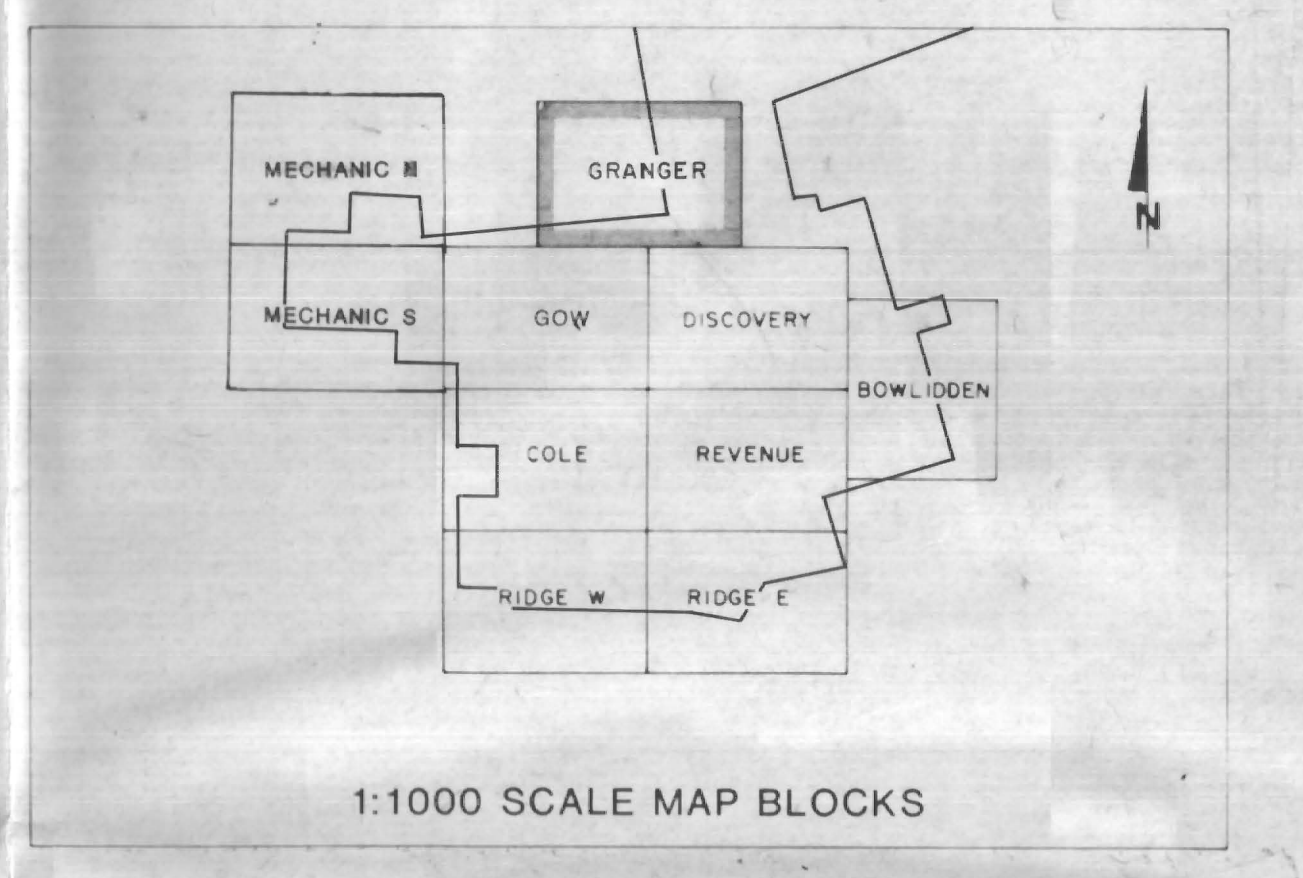 MECHANIC N
GRANGER
N
MECHANIC S
GOW
DISCOVERY
BOWLIDDEN
COLE
REVENUE
RIDGE W
RIDGE E
1:1000 SCALE MAP BLOCKS